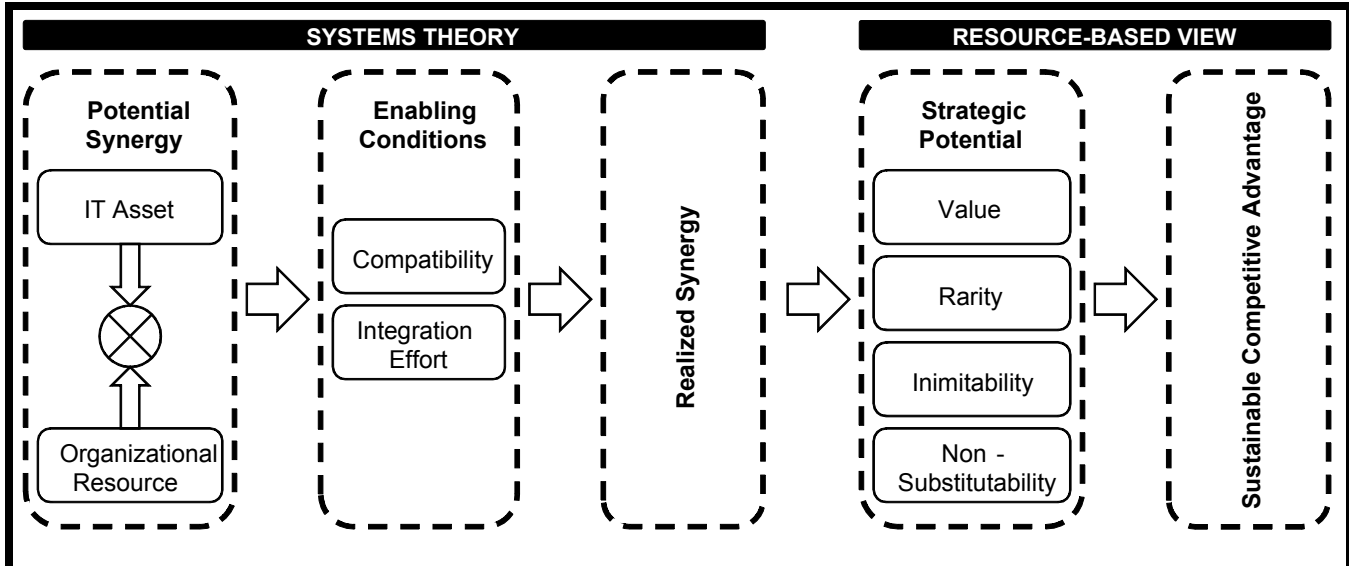 SYSTEMS THEORY
RESOURCE-BASED VIEW
Potential
Synergy
IT Asset
Organizational
Resource
Enabling
Conditions
Compatibility
Integration
Effort
Realized Synergy
Strategic
Potential
Value
Rarity
Inimitability
Non -
Substitutability
Sustainable Competitive Advantage